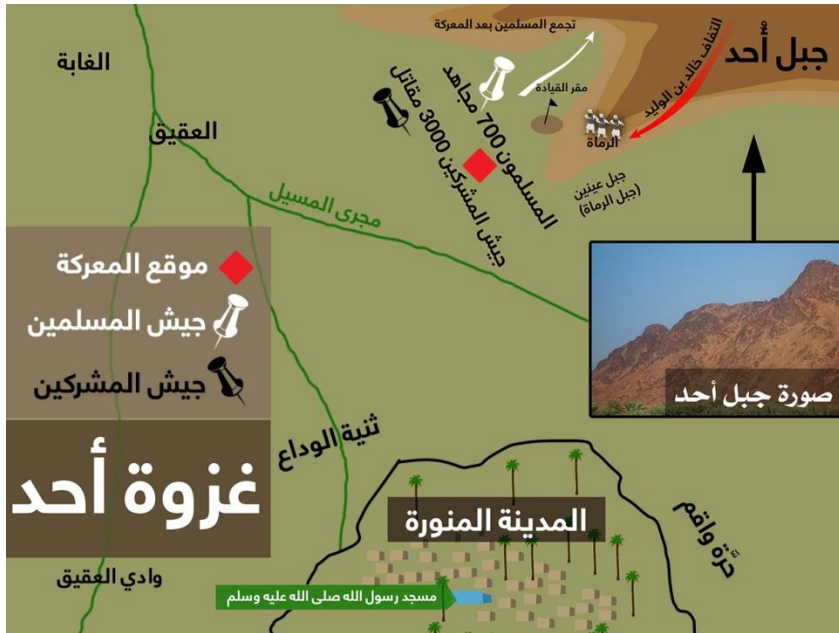 تجمع المسلمين بعد المعركة
جبل أحد
التفاف خالد بن الوليد
الغابة
مقر القيادة
المسلمون 700 مجاهد
جيش المشركين 3000 مقاتل
الرماة
العقيق
جبل عينين
(جبل الرماة)
مجرى المسيل
موقع المعركة
جيش المسلمين
جيش المشركين
صورة جبل أحد
ثنية الوداع
غزوة أحد
المدينة المنورة
حرَّة واقم
وادي العقيق
مسجد رسول الله صلى الله عليه وسلم